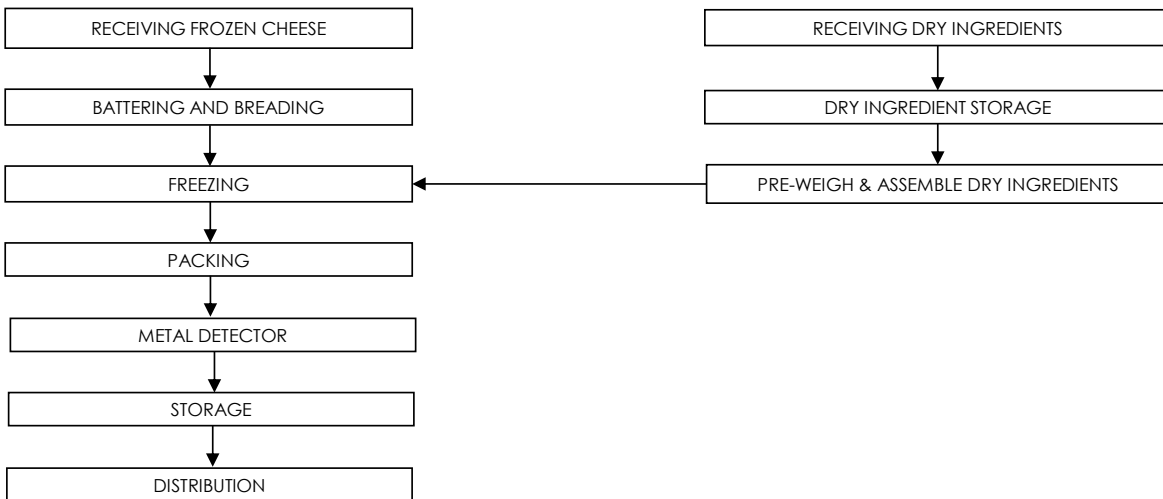 RECEIVING FROZEN CHEESE
RECEIVING DRY INGREDIENTS
BATTERING AND BREADING
DRY INGREDIENT STORAGE
FREEZING
PRE-WEIGH & ASSEMBLE DRY INGREDIENTS
PACKING
METAL DETECTOR
STORAGE
DISTRIBUTION